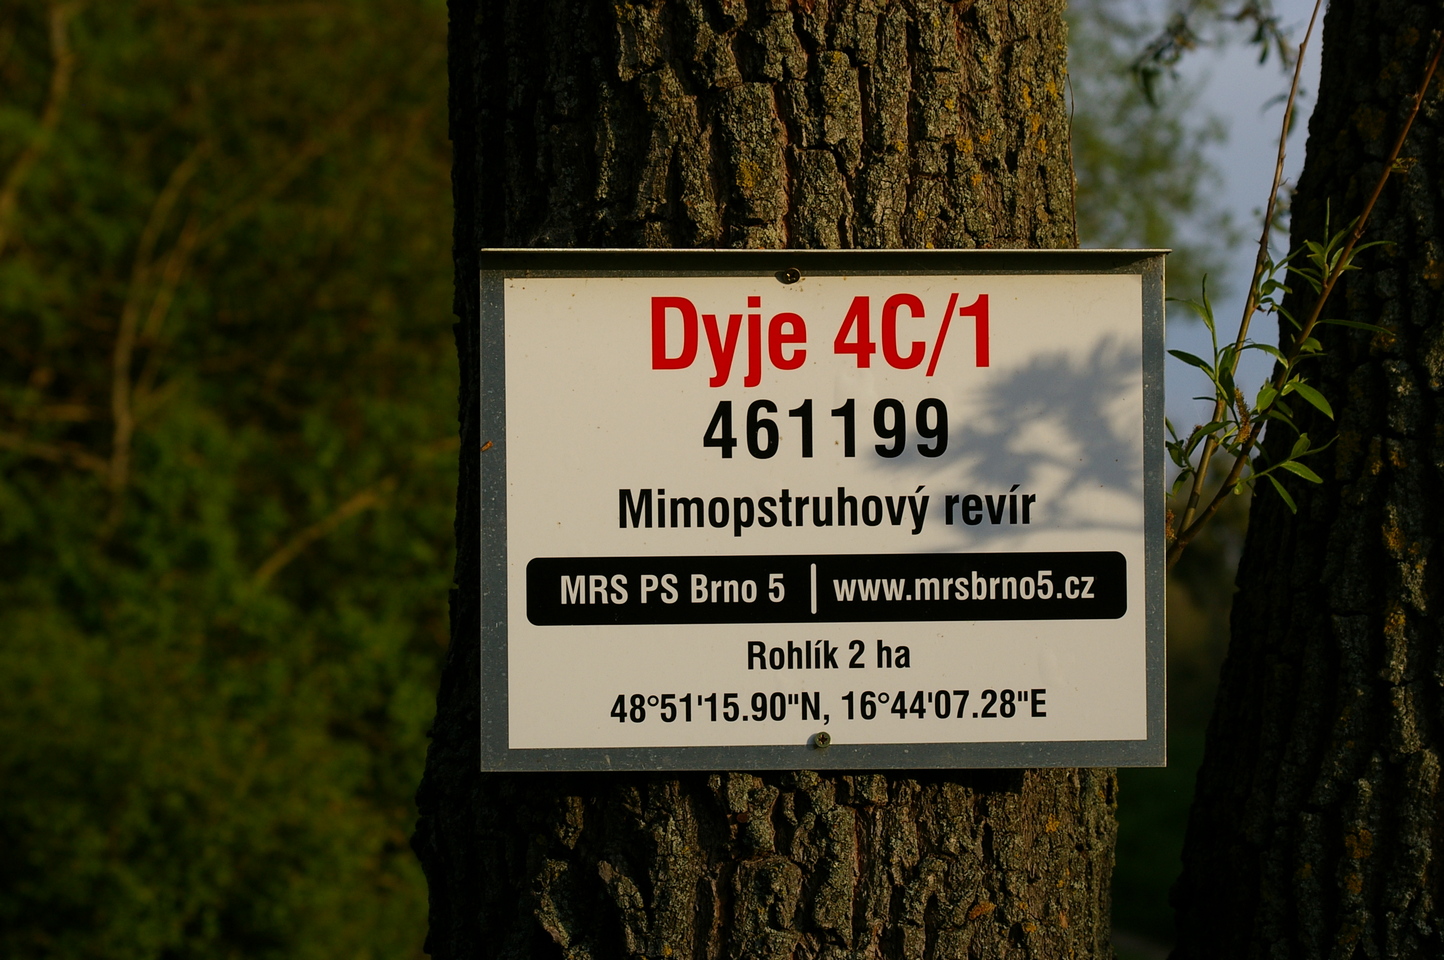 Dyje 4C/1
461199
Mimopstruhový revír
MRS PS Brno 5 | www.mrsbrno5.cz
Rohlík 2 ha
48°51'15.90"N, 16°44'07.28"E